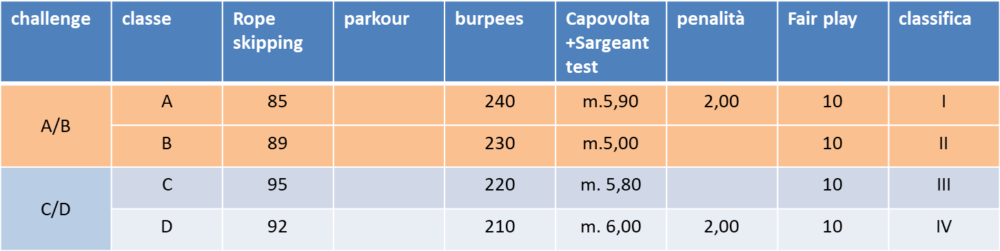 challenge classe Rope skipping parkour burpees Capovolta +Sargeant test penalità Fair play classifica
A/B
A 85 240 m.5,90 2,00 10 I
B 89 230 m.5,00 10 II
C/D
C 95 220 m. 5,80 10 III
D 92 210 m. 6,00 2,00 10 IV